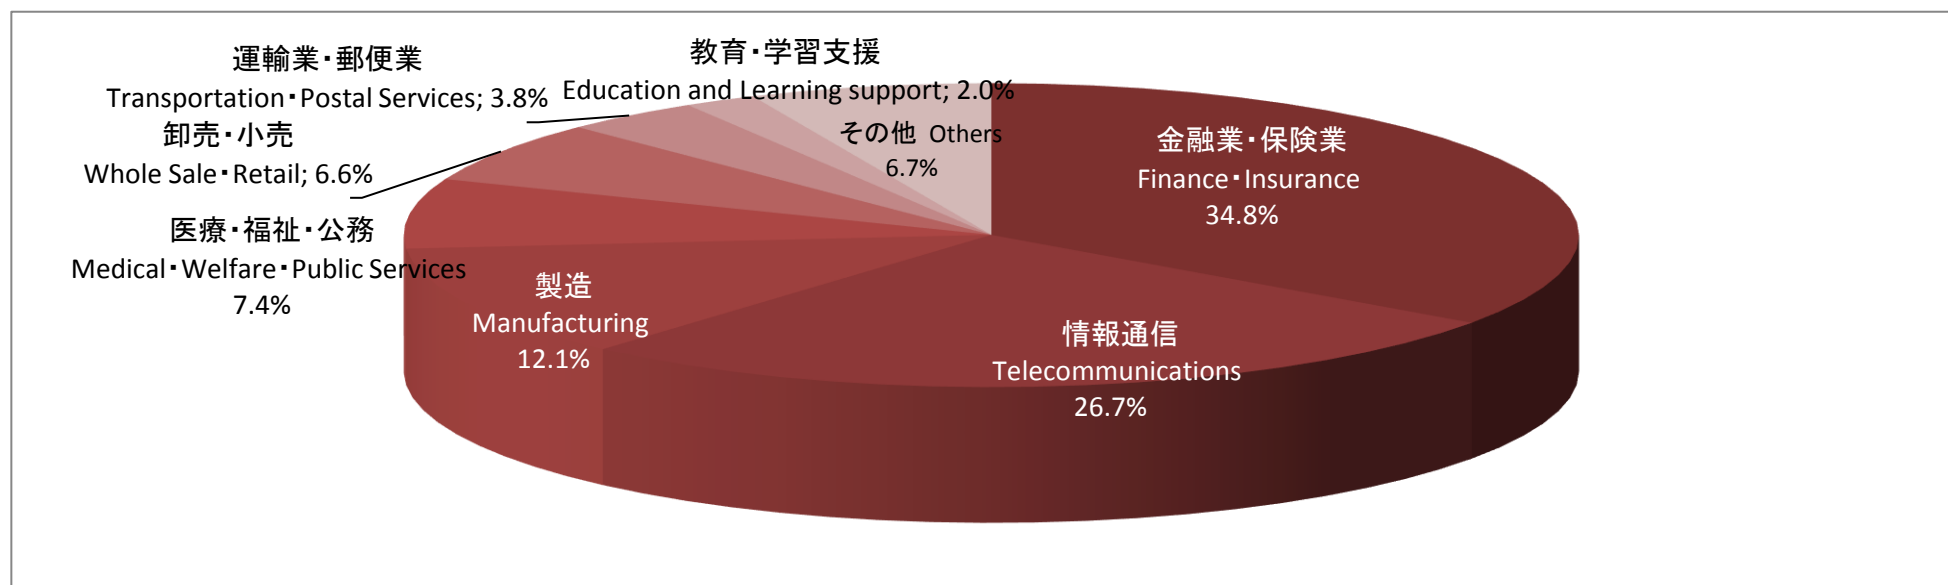 運輸業・郵便業
Transportation・Postal Services; 3.8%
教育・学習支援
Education and Learning support; 2.0%
卸売・小売
Whole Sale・Retail; 6.6%
その他 Others
6.7%
金融業・保険業
Finance・Insurance
34.8%
医療・福祉・公務
Medical・Welfare・Public Services
7.4%
製造
Manufacturing
12.1%
情報通信
Telecommunications
26.7%